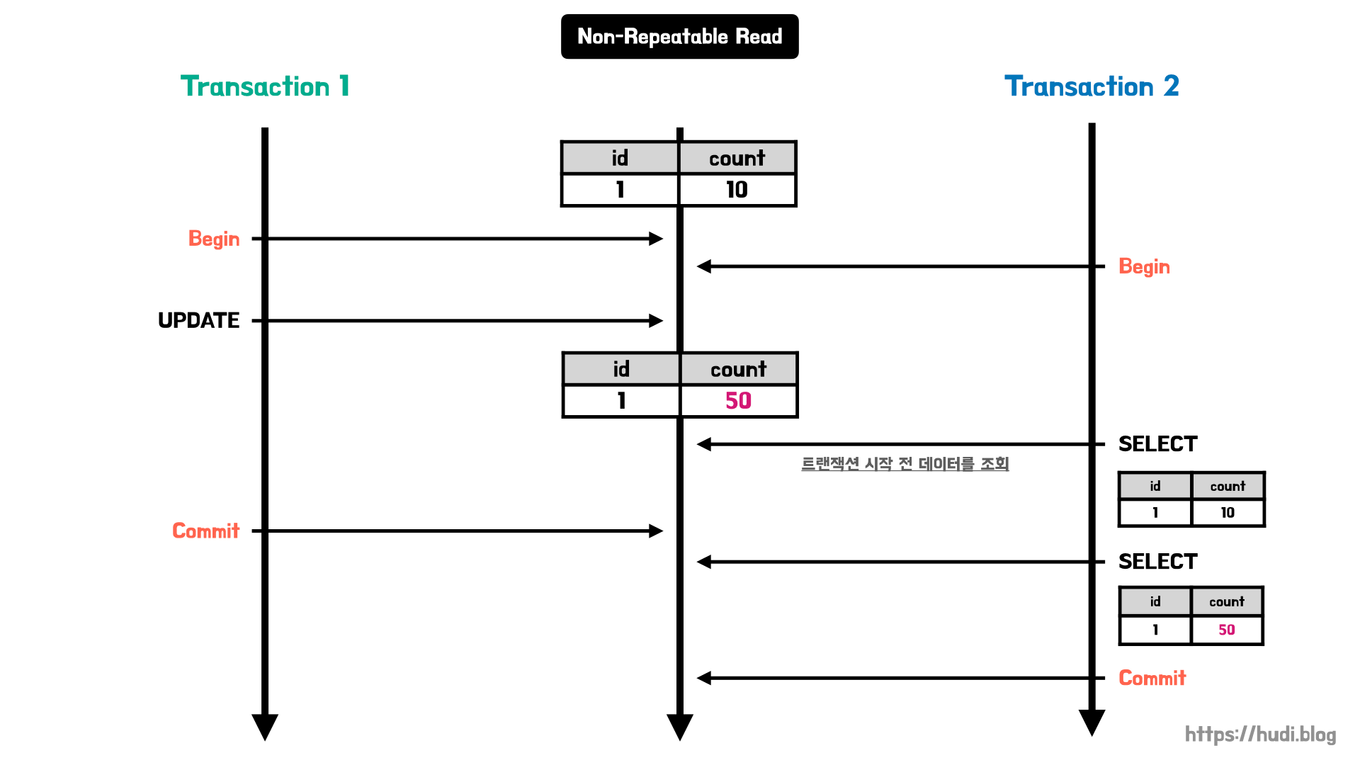 Non-Repeatable Read
Transaction 1
Transaction 2
id count
1 10
Begin
Begin
UPDATE
id count
1 50
SELECT
트랜잭션 시작 전 데이터를 조회
id count
1 10
Commit
SELECT
id count
1 50
Commit
https://hudi.blog